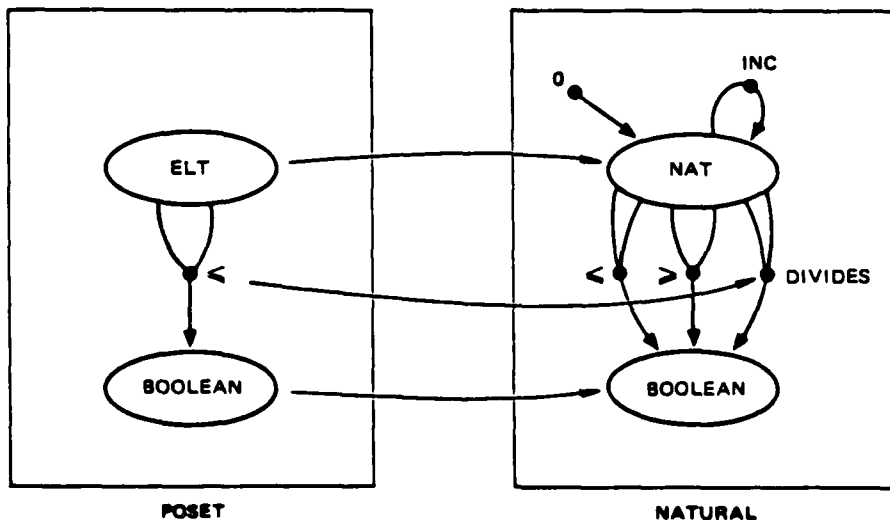 ELT
≤
BOOLEAN
POSET
0
INC
NAT
≤
≥
DIVIDES
BOOLEAN
NATURAL